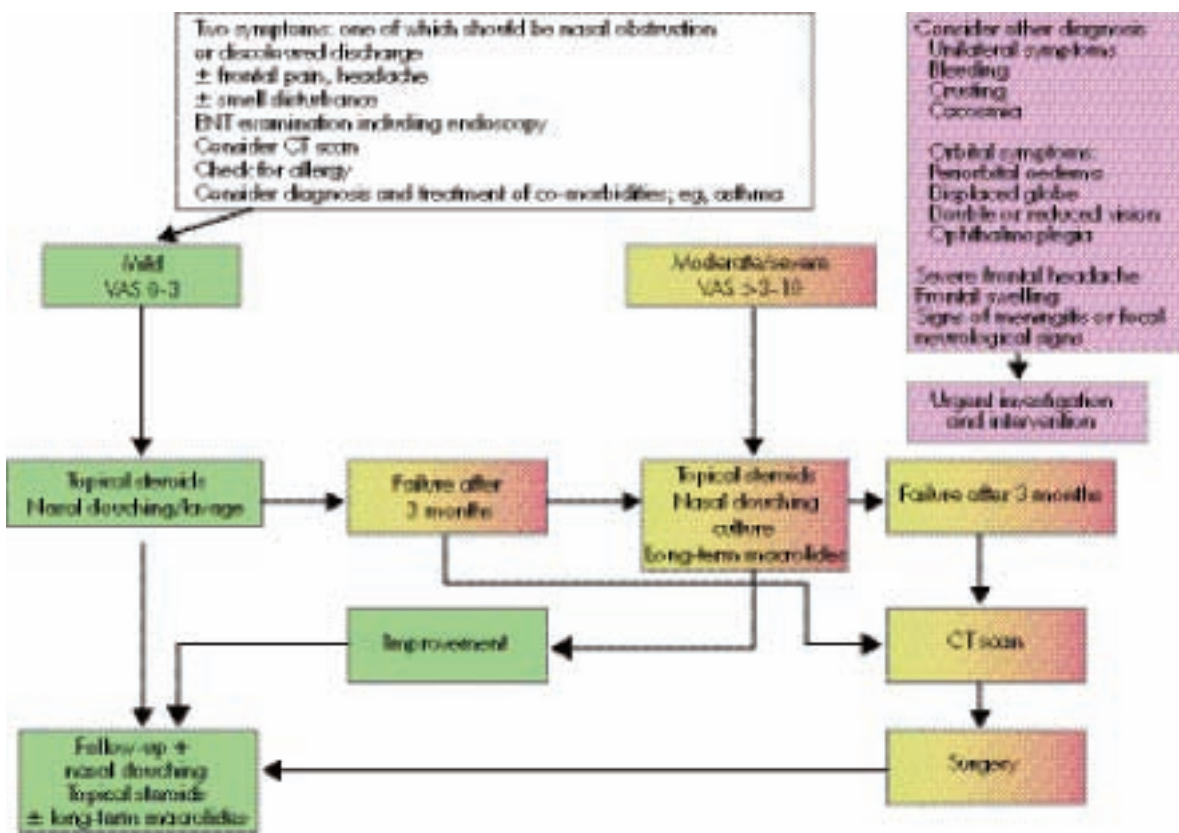 Two symptoms: one of which should be nasal obstruction
or discoloured discharge
± frontal pain, headache
± smell disturbance
ENT examination including endoscopy
Consider CT scan
Check for allergy
Consider diagnosis and treatment of co-morbidities; eg, asthma
Consider other diagnosis
Unilateral symptoms
Bleeding
Crusting
Cacosmia
Orbital symptoms:
Periorbital oedema
Displaced globe
Double or reduced vision
Ophthalmoplegia
Severe frontal headache
Frontal swelling
Signs of meningitis or focal
neurological signs
Mild
VAS 0-3
Moderate/severe
VAS >3-10
Urgent investigation
and intervention
Topical steroids
Nasal douching/lavage
Failure after
3 months
Topical steroids
Nasal douching
culture
Long-term macrolides
Failure after 3 months
Improvement
CT scan
Follow-up +
nasal douching
Topical steroids
± long-term macrolides
Surgery